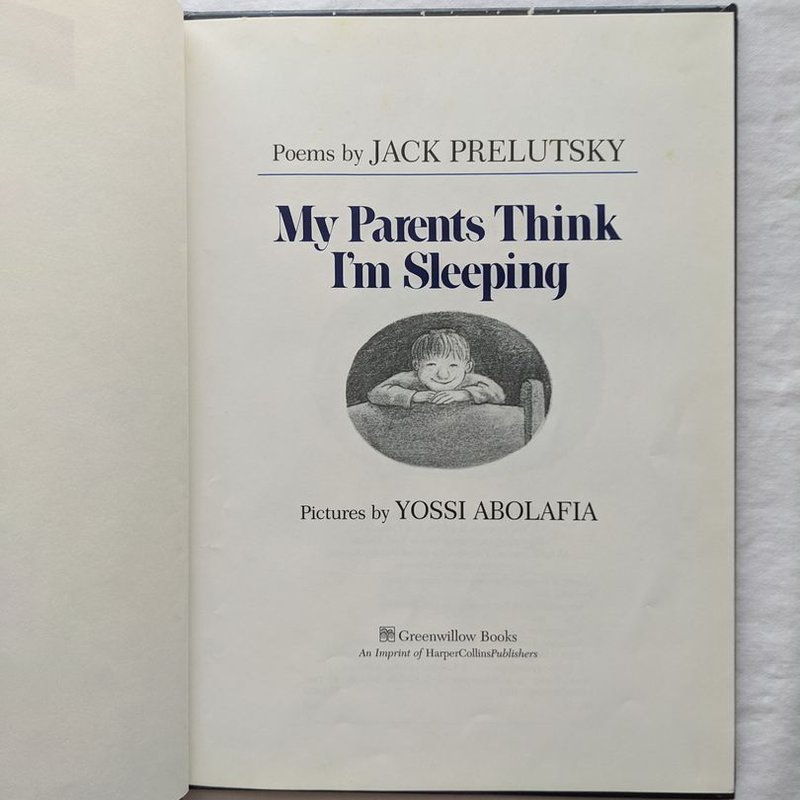 Poems by JACK PRELUTSKY
My Parents Think
I'm Sleeping
Pictures by YOSSI ABOLAFIA
Greenwillow Books
An Imprint of HarperCollinsPublishers